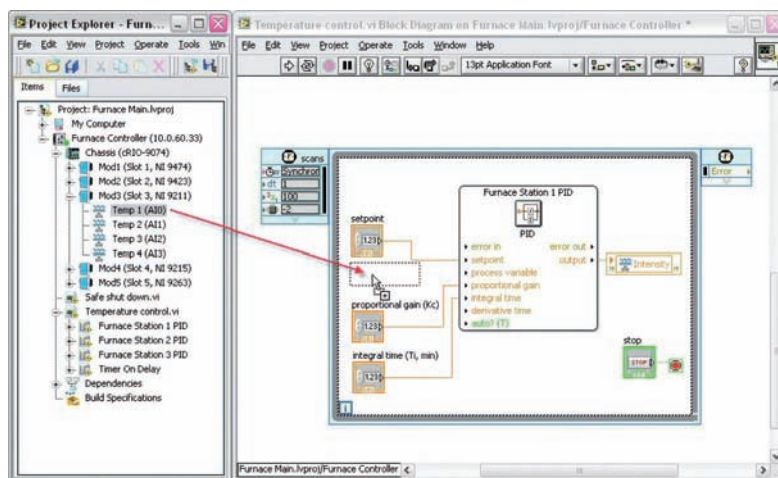 Project Explorer - Furn...
File Edit View Project Operate Tools Win
Items Files
Project: Furnace Main.lvproj
My Computer
Furnace Controller (10.0.60.33)
Chassis (cRIO-9074)
Mod1 (Slot 1, NI 9474)
Mod2 (Slot 2, NI 9423)
Mod3 (Slot 3, NI 9211)
Temp 1 (AI0)
Temp 2 (AI1)
Temp 3 (AI2)
Temp 4 (AI3)
Mod4 (Slot 4, NI 9215)
Mod5 (Slot 5, NI 9263)
Safe shut down.vi
Temperature control.vi
Furnace Station 1 PID
Furnace Station 2 PID
Furnace Station 3 PID
Timer On Delay
Dependencies
Build Specifications
Temperature control.vi Block Diagram on Furnace Main.lvproj/Furnace Controller *
File Edit View Project Operate Tools Window Help
13pt Application Font
scans
Synchron
dt 1
100
-2
Error
setpoint
1.23
proportional gain (Kc)
1.23
integral time (Ti, min)
1.23
Furnace Station 1 PID
PID
error in error out
setpoint output
process variable
proportional gain
integral time
derivative time
auto? (T)
Intensity
stop
STOP
i
Furnace Main.lvproj/Furnace Controller